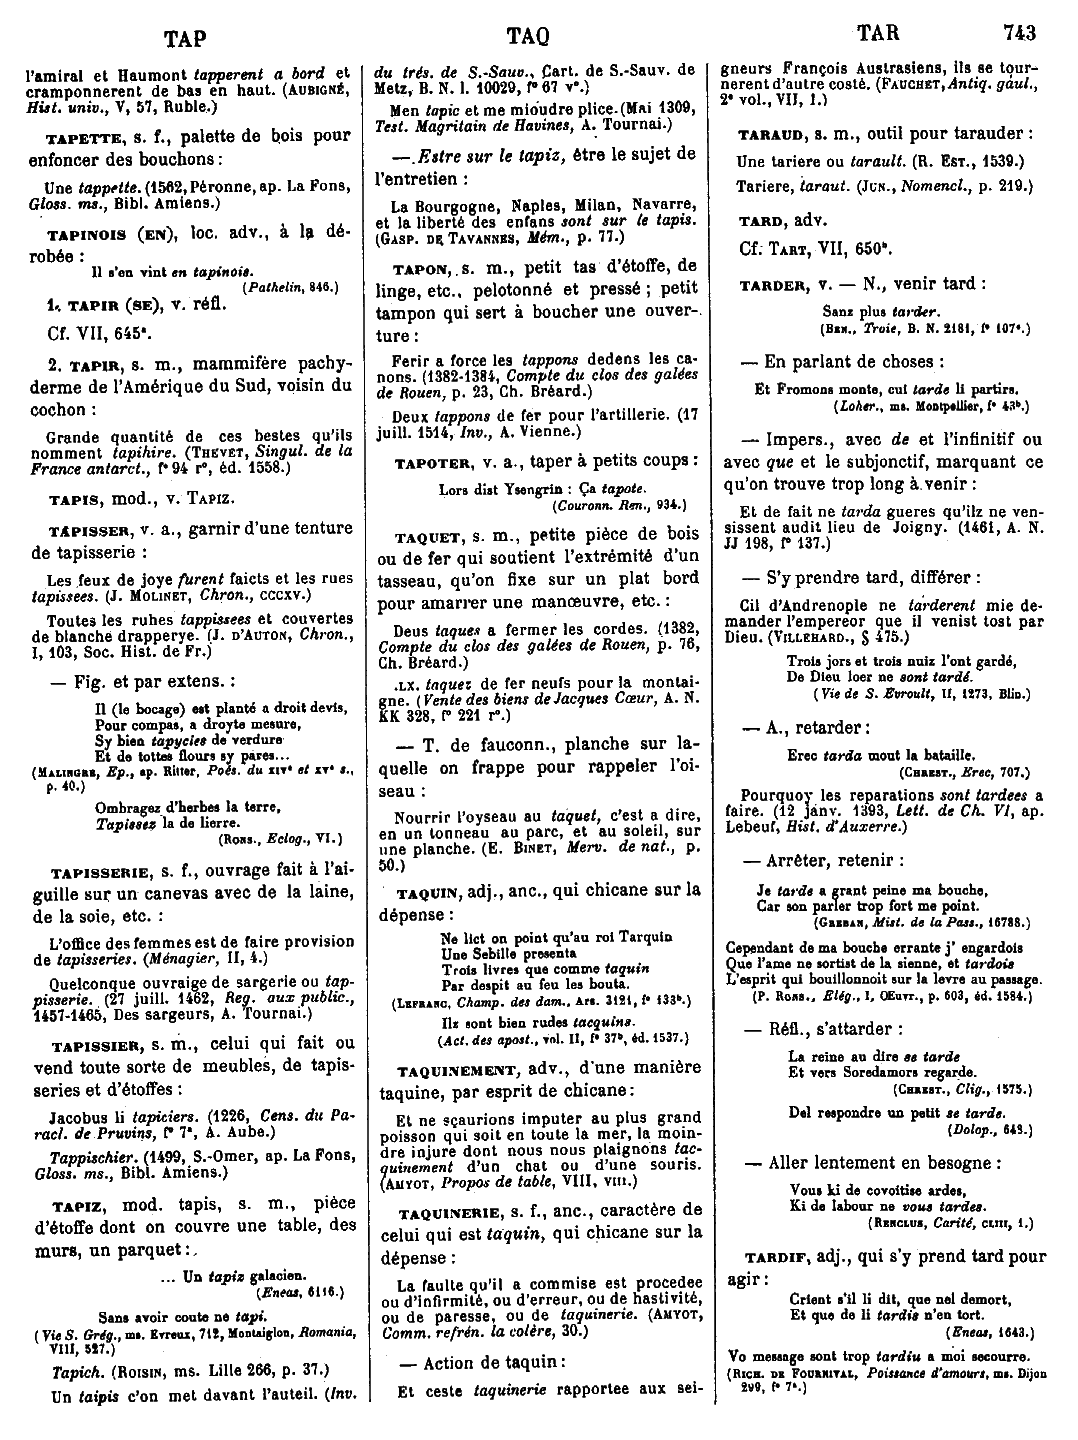 TAP
TAQ
TAR
743
l'amiral et Haumont tapperent a bord et
cramponnerent de bas en haut. (AUBIGNÉ,
Hist. univ., V, 57, Ruble.)
TAPETTE, s. f., palette de bois pour
enfoncer des bouchons :
Une tappette. (1562, Péronne, ap. La Fons,
Gloss. ms., Bibl. Amiens.)
TAPINOIS (EN), loc. adv., à la dé-
robée :
Il s'en vint en tapinois.
(Pathelin, 846.)
1. TAPIR (SE), v. réfl.
Cf. VII, 645ª.
2. TAPIR, s. m., mammifère pachy-
derme de l'Amérique du Sud, voisin du
cochon :
Grande quantité de ces bestes qu'ils
nomment tapihire. (THEVET, Singul. de la
France antarct., f° 94 r°, éd. 1558.)
TAPIS, mod., v. TAPIZ.
TAPISSER, v. a., garnir d'une tenture
de tapisserie :
Les feux de joye furent faicts et les rues
tapissees. (J. MOLINET, Chron., CCCXV.)
Toutes les ruhes tappissees et couvertes
de blanche drapperye. (J. D'AUTON, Chron.,
I, 103, Soc. Hist. de Fr.)
— Fig. et par extens. :
Il (le bocage) est planté a droit devis,
Pour compas, a droyte mesure,
Sy bien tapycles de verdure
Et de tottes flours sy pares...
(MALINGRE, Ep., ap. Ritter, Poés. du XIVᵉ et XVᵉ s.,
p. 40.)
Ombragez d'herbes la terre,
Tapissez la de lierre.
(RONS., Eclog., VI.)
TAPISSERIE, s. f., ouvrage fait à l'ai-
guille sur un canevas avec de la laine,
de la soie, etc. :
L'office des femmes est de faire provision
de tapisseries. (Ménagier, II, 4.)
Quelconque ouvraige de sargerie ou tap-
pisserie. (27 juill. 1462, Reg. aux public.,
1457-1465, Des sargeurs, A. Tournai.)
TAPISSIER, s. m., celui qui fait ou
vend toute sorte de meubles, de tapis-
series et d'étoffes :
Jacobus li tapiciers. (1226, Cens. du Pa-
racl. de Pruvins, f° 7ª, A. Aube.)
Tappischier. (1499, S.-Omer, ap. La Fons,
Gloss. ms., Bibl. Amiens.)
TAPIZ, mod. tapis, s. m., pièce
d'étoffe dont on couvre une table, des
murs, un parquet :
... Un tapiz galacien.
(Eneas, 6116.)
Sans avoir coute ne tapi.
(Vie S. Grég., ms. Evreux, 712, Montaiglon, Romania,
VIII, 527.)
Tapich. (ROISIN, ms. Lille 266, p. 37.)
Un taipis c'on met davant l'auteil. (Inv.
du trés. de S.-Sauv., Cart. de S.-Sauv. de
Metz, B. N. l. 10029, f° 67 v°.)
Men tapic et me mioudre plice. (Mai 1309,
Test. Magritain de Havines, A. Tournai.)
— Estre sur le tapiz, être le sujet de
l'entretien :
La Bourgogne, Naples, Milan, Navarre,
et la liberté des enfans sont sur le tapis.
(GASP. DE TAVANNES, Mém., p. 77.)
TAPON, s. m., petit tas d'étoffe, de
linge, etc., pelotonné et pressé ; petit
tampon qui sert à boucher une ouver-
ture :
Ferir a force les tappons dedens les ca-
nons. (1382-1384, Compte du clos des galées
de Rouen, p. 23, Ch. Bréard.)
Deux tappons de fer pour l'artillerie. (17
juill. 1514, Inv., A. Vienne.)
TAPOTER, v. a., taper à petits coups :
Lors dist Ysengrin : Ça tapote.
(Couronn. Ren., 934.)
TAQUET, s. m., petite pièce de bois
ou de fer qui soutient l'extrémité d'un
tasseau, qu'on fixe sur un plat bord
pour amarrer une manœuvre, etc. :
Deus taques a fermer les cordes. (1382,
Compte du clos des galées de Rouen, p. 76,
Ch. Bréard.)
.LX. taquez de fer neufs pour la montai-
gne. (Vente des biens de Jacques Cœur, A. N.
KK 328, f° 221 r°.)
— T. de fauconn., planche sur la-
quelle on frappe pour rappeler l'oi-
seau :
Nourrir l'oyseau au taquet, c'est a dire,
en un tonneau au parc, et au soleil, sur
une planche. (E. BINET, Merv. de nat., p.
50.)
TAQUIN, adj., anc., qui chicane sur la
dépense :
Ne lict on point qu'au roi Tarquin
Une Sebille presenta
Trois livres que comme taquin
Par despit au feu les bouta.
(LEFRANC, Champ. des dam., Ars. 3121, f° 133ᵇ.)
Ilz sont bien rudes tacquins.
(Act. des apost., vol. II, f° 37ᵇ, éd. 1537.)
TAQUINEMENT, adv., d'une manière
taquine, par esprit de chicane :
Et ne sçaurions imputer au plus grand
poisson qui soit en toute la mer, la moin-
dre injure dont nous nous plaignons tac-
quinement d'un chat ou d'une souris.
(AMYOT, Propos de table, VIII, VIII.)
TAQUINERIE, s. f., anc., caractère de
celui qui est taquin, qui chicane sur la
dépense :
La faulte qu'il a commise est procedee
ou d'infirmité, ou d'erreur, ou de hastivité,
ou de paresse, ou de taquinerie. (AMYOT,
Comm. refrén. la colère, 30.)
— Action de taquin :
Et ceste taquinerie rapportee aux sei-
gneurs François Austrasiens, ils se tour-
nerent d'autre costé. (FAUCHET, Antiq. gaul.,
2ᵉ vol., VII, 1.)
TARAUD, s. m., outil pour tarauder :
Une tariere ou tarault. (R. EST., 1539.)
Tariere, taraut. (JUN., Nomencl., p. 219.)
TARD, adv.
Cf. TART, VII, 650ᵃ.
TARDER, v. — N., venir tard :
Sanz plus tarder.
(BEN., Troie, B. N. 2181, f° 107ᵃ.)
— En parlant de choses :
Et Fromons monte, cui tarde li partirs.
(Loher., ms. Montpellier, f° 43ᵇ.)
— Impers., avec de et l'infinitif ou
avec que et le subjonctif, marquant ce
qu'on trouve trop long à venir :
Et de fait ne tarda gueres qu'ilz ne ven-
sissent audit lieu de Joigny. (1461, A. N.
JJ 198, f° 137.)
— S'y prendre tard, différer :
Cil d'Andrenople ne tarderent mie de-
mander l'empereor que il venist tost par
Dieu. (VILLEHARD., § 475.)
Trois jors et trois nuiz l'ont gardé,
De Dieu loer ne sont tardé.
(Vie de S. Evroult, II, 1273, Blin.)
— A., retarder :
Erec tarda mout la bataille.
(CHREST., Erec, 707.)
Pourquoy les reparations sont tardees a
faire. (12 janv. 1393, Lett. de Ch. VI, ap.
Lebeuf, Hist. d'Auxerre.)
— Arrêter, retenir :
Je tarde a grant peine ma bouche,
Car son parler trop fort me point.
(GREBAN, Mist. de la Pass., 16788.)
Cependant de ma bouche errante j' engardois
Que l'ame ne sortist de la sienne, et tardois
L'esprit qui bouillonnoit sur la levre au passage.
(P. RONS., Elég., I, Œuvr., p. 603, éd. 1584.)
— Réfl., s'attarder :
La reine au dire se tarde
Et vers Soredamors regarde.
(CHREST., Clig., 1575.)
Del respondre un petit se tarde.
(Dolop., 643.)
— Aller lentement en besogne :
Vous ki de covoitise ardes,
Ki de labour ne vous tardes.
(RENCLUS, Carité, CLIII, 1.)
TARDIF, adj., qui s'y prend tard pour
agir :
Crient s'il li dit, que nel demort,
Et que de li tardis n'en tort.
(Eneas, 1643.)
Vo message sont trop tardiu a moi secourre.
(RICH. DE FOURNIVAL, Poissance d'amours, ms. Dijon
299, f° 7ᵃ.)